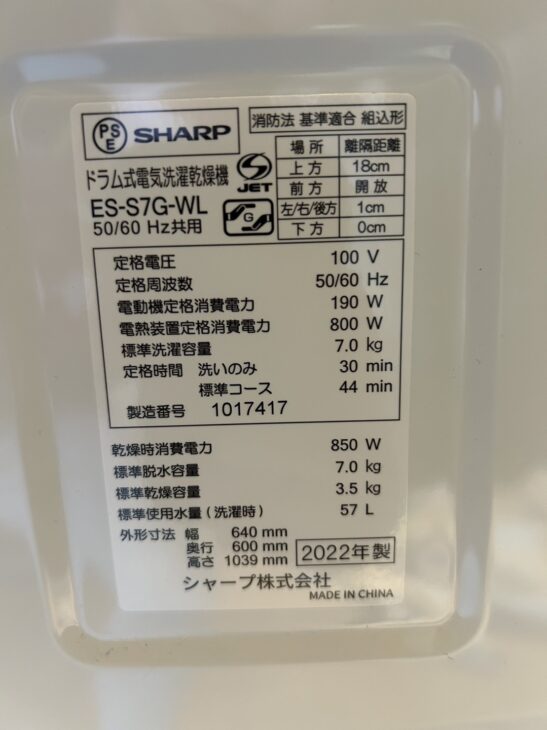 PSE SHARP
消防法 基準適合 組込形
場所 離隔距離
上方 18cm
前方 開放
左/右/後方 1cm
下方 0cm
ドラム式電気洗濯乾燥機
JET
ES-S7G-WL
G
50/60 Hz共用
定格電圧 100 V
定格周波数 50/60 Hz
電動機定格消費電力 190 W
電熱装置定格消費電力 800 W
標準洗濯容量 7.0 kg
定格時間 洗いのみ 30 min
標準コース 44 min
製造番号 1017417
乾燥時消費電力 850 W
標準脱水容量 7.0 kg
標準乾燥容量 3.5 kg
標準使用水量(洗濯時) 57 L
外形寸法 幅 640 mm
奥行 600 mm
高さ 1039 mm
2022年製
シャープ株式会社
MADE IN CHINA